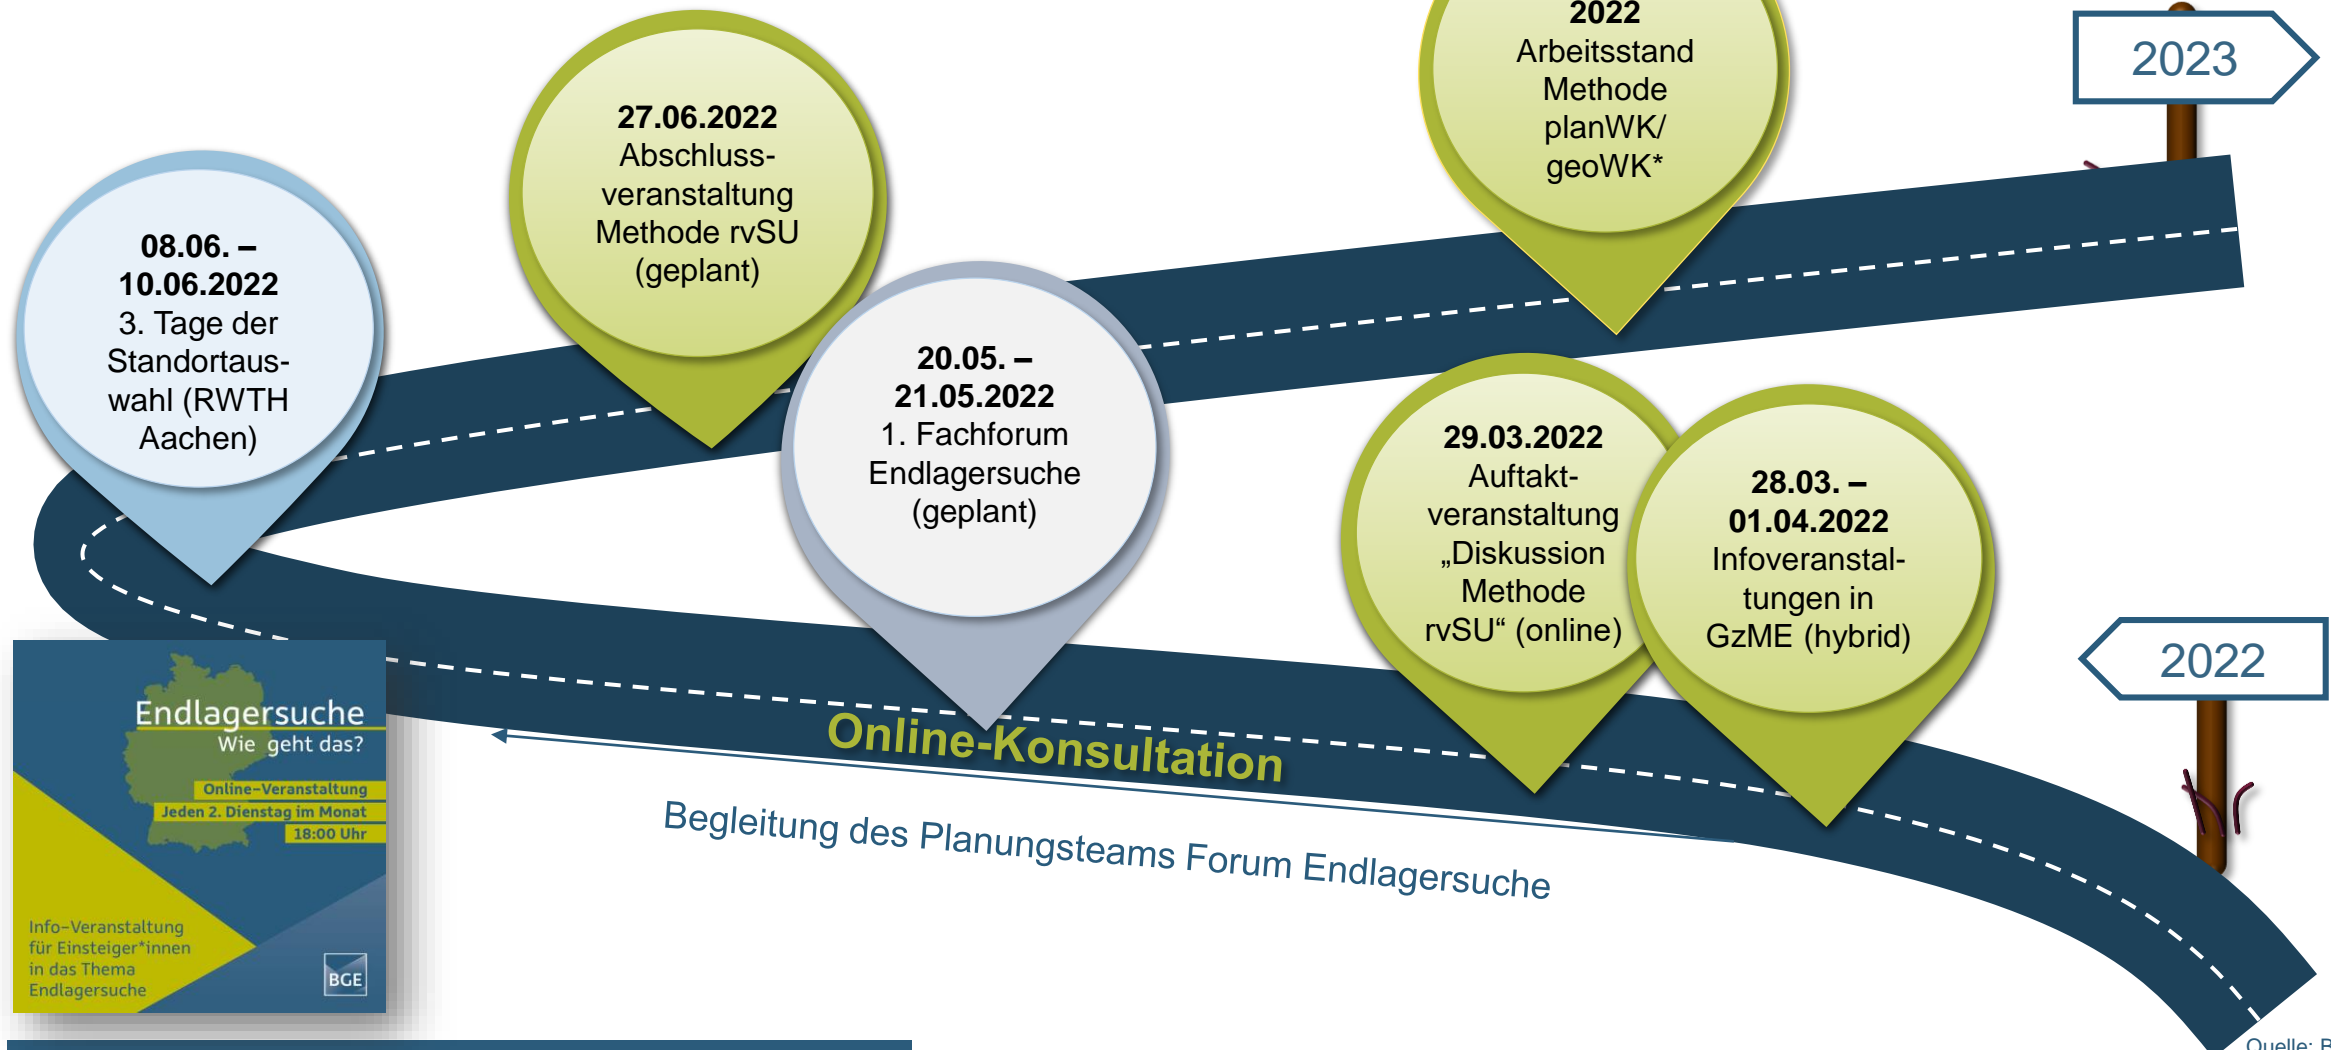 2022
Arbeitsstand
Methode
planWK/
geoWK*
2023
27.06.2022
Abschluss-
veranstaltung
Methode rvSU
(geplant)
08.06. –
10.06.2022
3. Tage der
Standortaus-
wahl (RWTH
Aachen)
20.05. –
21.05.2022
1. Fachforum
Endlagersuche
(geplant)
29.03.2022
Auftakt-
veranstaltung
„Diskussion
Methode
rvSU“ (online)
28.03. –
01.04.2022
Infoveranstal-
tungen in
GzME (hybrid)
2022
Online-Konsultation
Begleitung des Planungsteams Forum Endlagersuche
Endlagersuche
Wie geht das?
Online-Veranstaltung
Jeden 2. Dienstag im Monat
18:00 Uhr
Info-Veranstaltung
für Einsteiger*innen
in das Thema
Endlagersuche
BGE
Quelle: